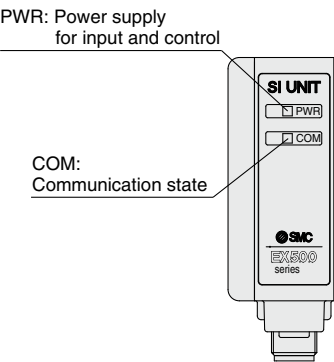 PWR: Power supply
for input and control
SI UNIT
PWR
COM
COM:
Communication state
SMC
EX500
series